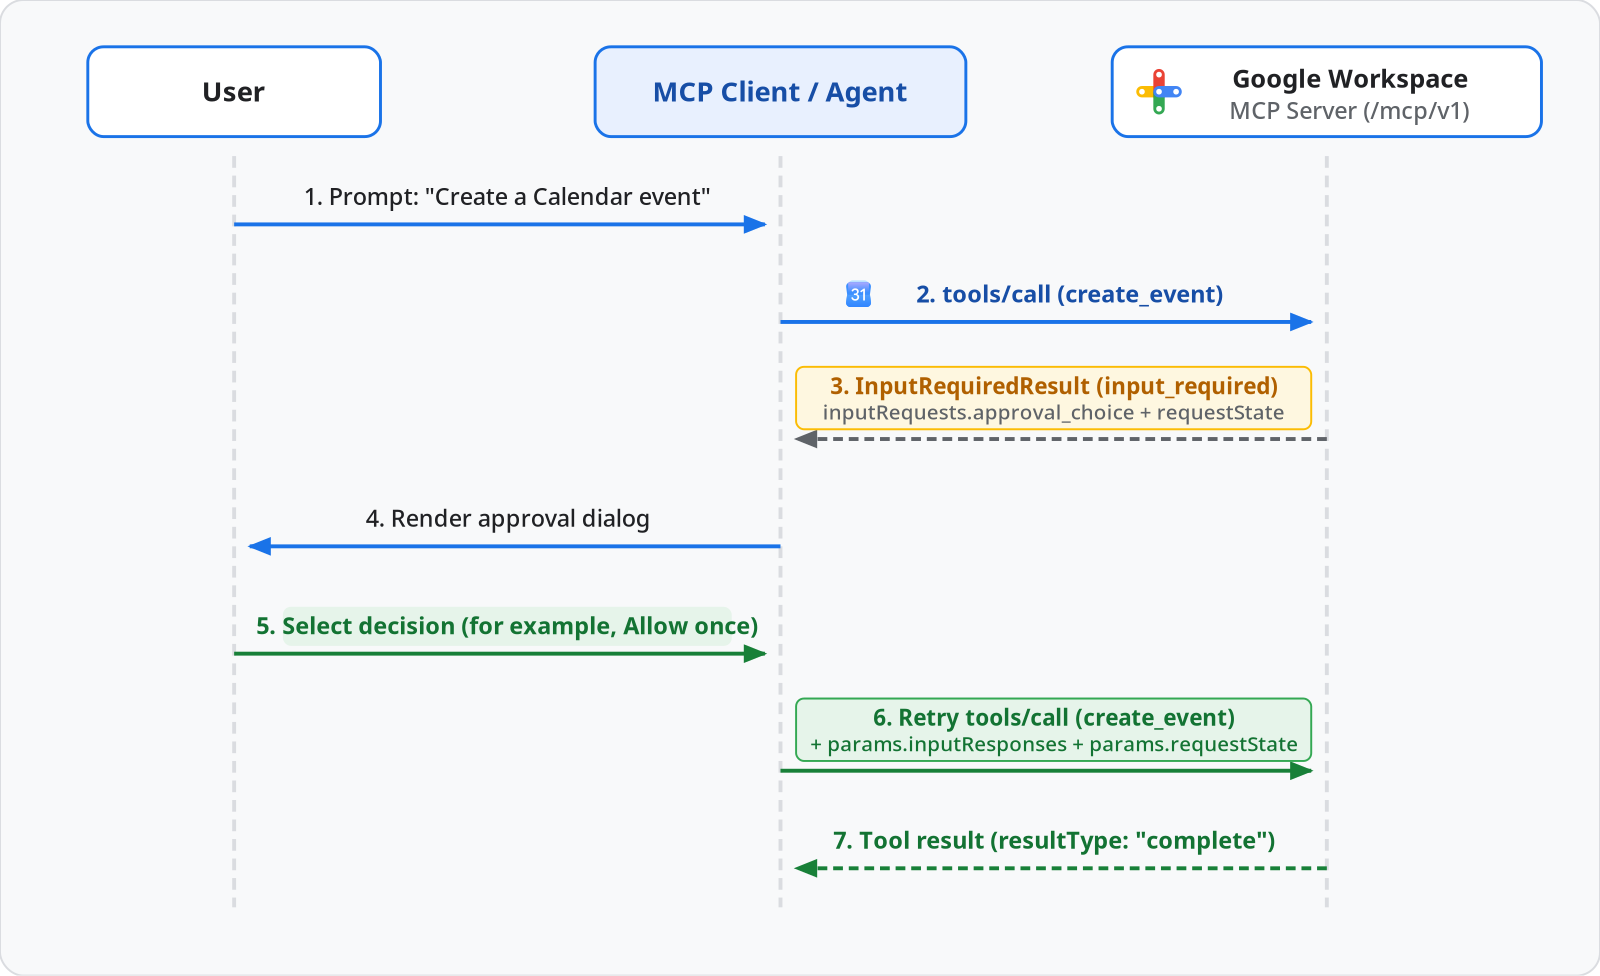 User
MCP Client / Agent
Google Workspace
MCP Server (/mcp/v1)
1. Prompt: "Create a Calendar event"
31
2. tools/call (create_event)
3. InputRequiredResult (input_required)
inputRequests.approval_choice + requestState
4. Render approval dialog
5. Select decision (for example, Allow once)
6. Retry tools/call (create_event)
+ params.inputResponses + params.requestState
7. Tool result (resultType: "complete")